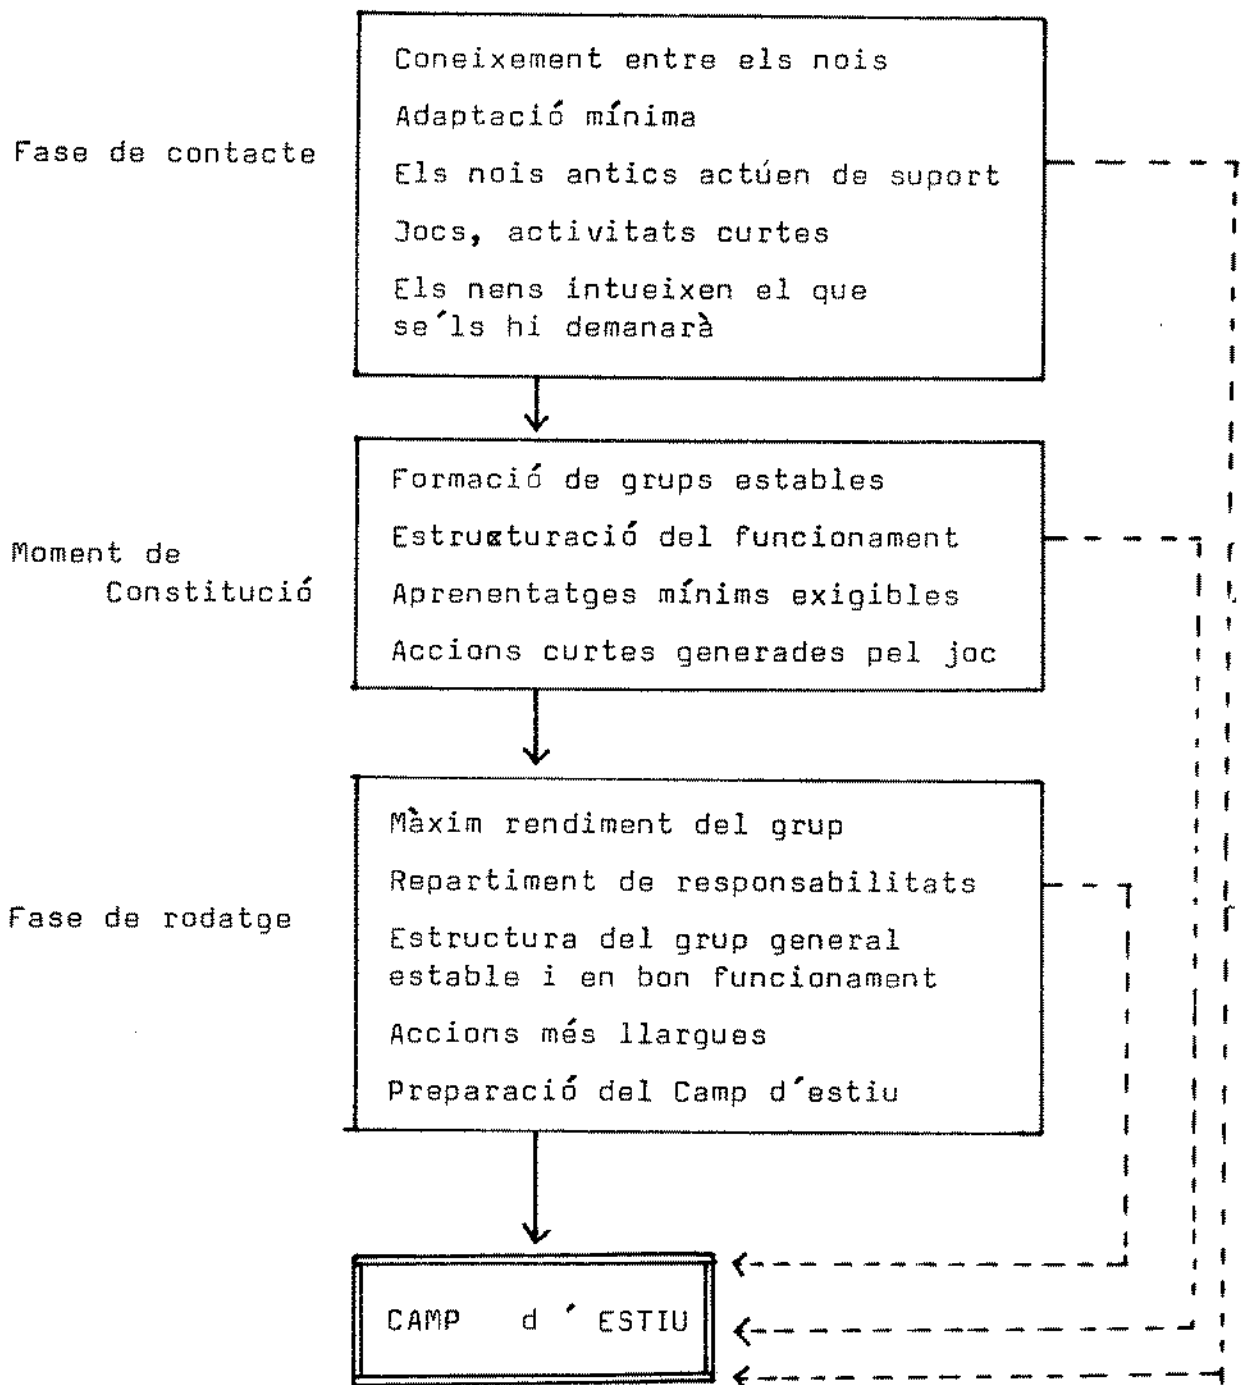 Fase de contacte
Coneixement entre els nois
Adaptació mínima
Els nois antics actúen de suport
Jocs, activitats curtes
Els nens intueixen el que
se´ls hi demanarà
Moment de
Constitució
Formació de grups estables
Estruxturació del funcionament
Aprenentatges mínims exigibles
Accions curtes generades pel joc
Fase de rodatge
Màxim rendiment del grup
Repartiment de responsabilitats
Estructura del grup general
estable i en bon funcionament
Accions més llargues
Preparació del Camp d´estiu
CAMP d ´ ESTIU